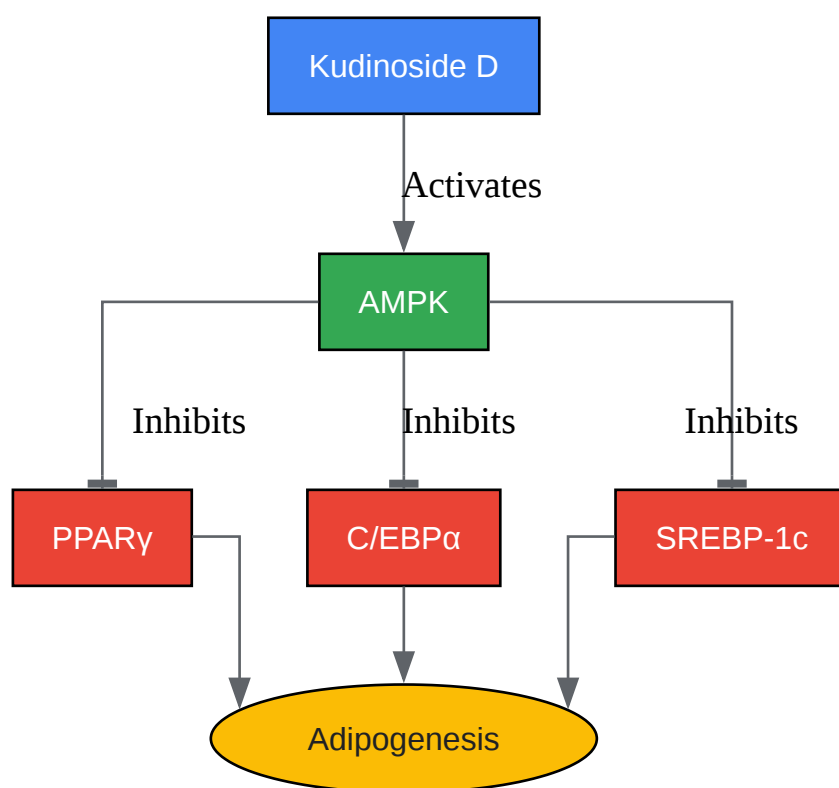 Kudinoside D
Activates
AMPK
Inhibits
Inhibits
Inhibits
PPARγ
C/EBPα
SREBP-1c
Adipogenesis